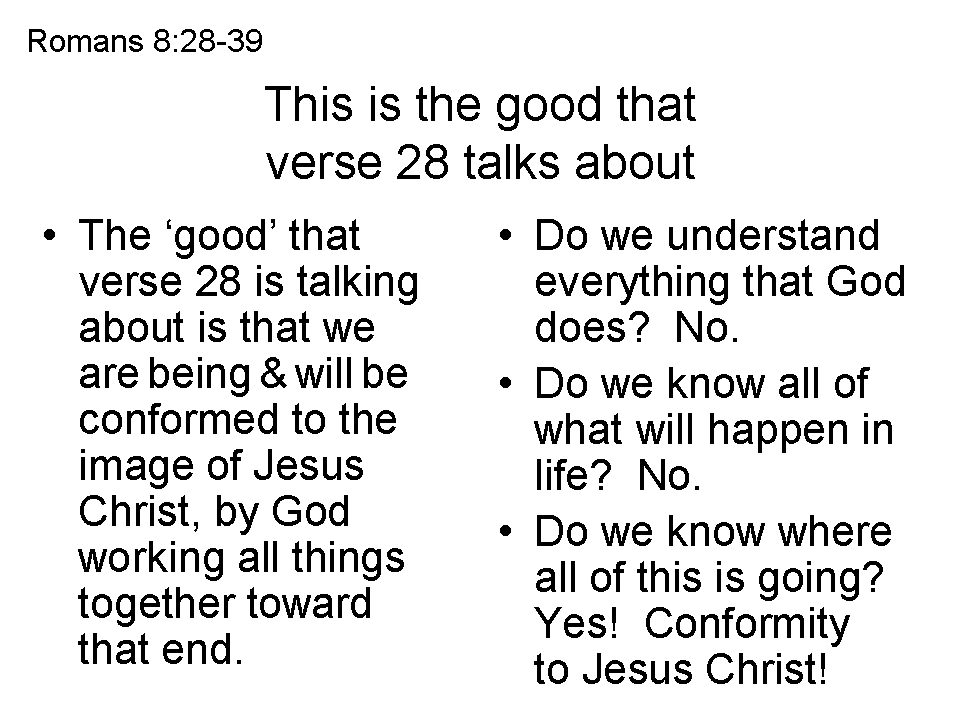 Romans 8:28-39
This is the good that
verse 28 talks about
• The ‘good’ that
verse 28 is talking
about is that we
are being & will be
conformed to the
image of Jesus
Christ, by God
working all things
together toward
that end.
• Do we understand
everything that God
does?  No.
• Do we know all of
what will happen in
life?  No.
• Do we know where
all of this is going?
Yes!  Conformity
to Jesus Christ!